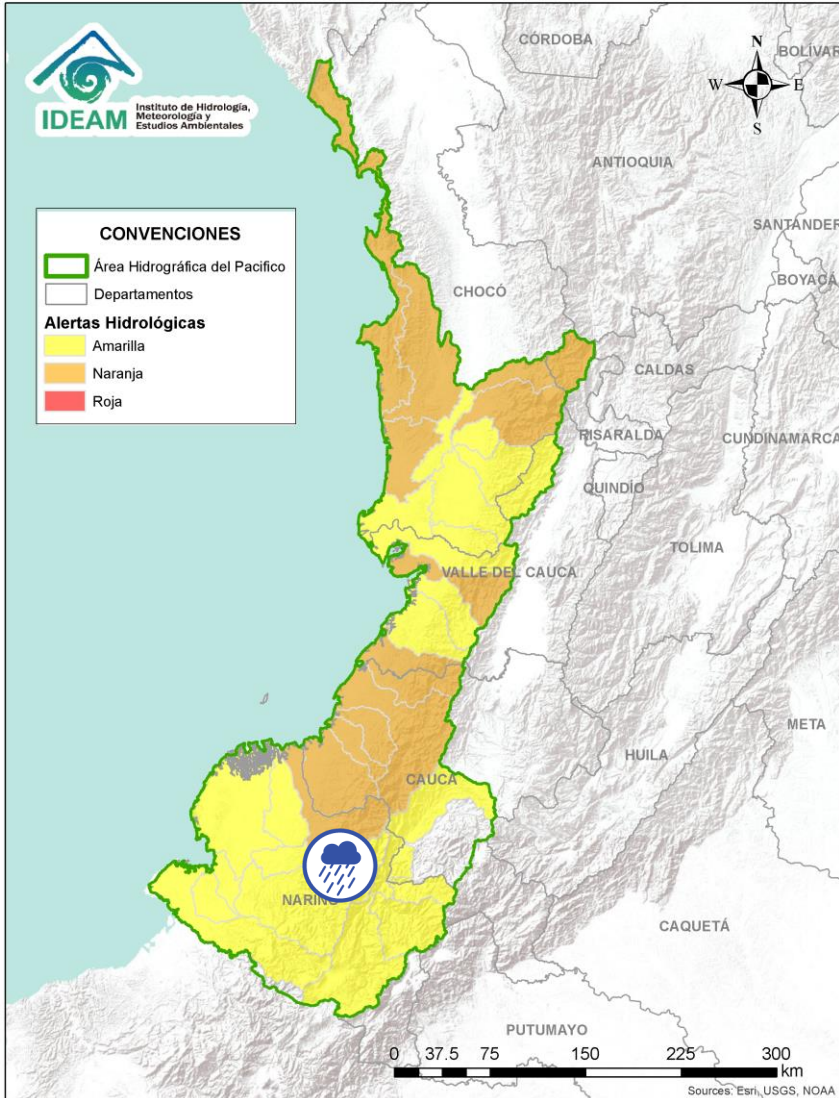 IDEAM
Instituto de Hidrología,
Meteorología y
Estudios Ambientales
CÓRDOBA
BOLÍVAR
N
W
E
S
ANTIOQUIA
SANTANDER
BOYACÁ
CONVENCIONES
Área Hidrográfica del Pacifico
Departamentos
Alertas Hidrológicas
Amarilla
Naranja
Roja
CHOCÓ
CALDAS
RISARALDA
CUNDINAMARCA
QUINDÍO
TOLIMA
VALLE DEL CAUCA
META
HUILA
CAUCA
NARIÑO
CAQUETÁ
PUTUMAYO
0 37.5 75 150 225 300
km
Sources: Esri, USGS, NOAA